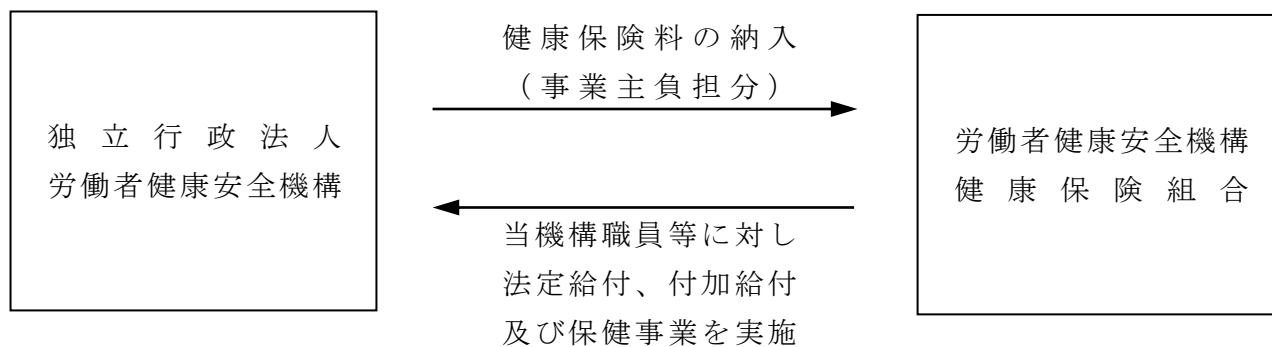 独立行政法人
労働者健康安全機構
健康保険料の納入
（事業主負担分）
当機構職員等に対し
法定給付、付加給付
及び保健事業を実施
労働者健康安全機構
健康保険組合